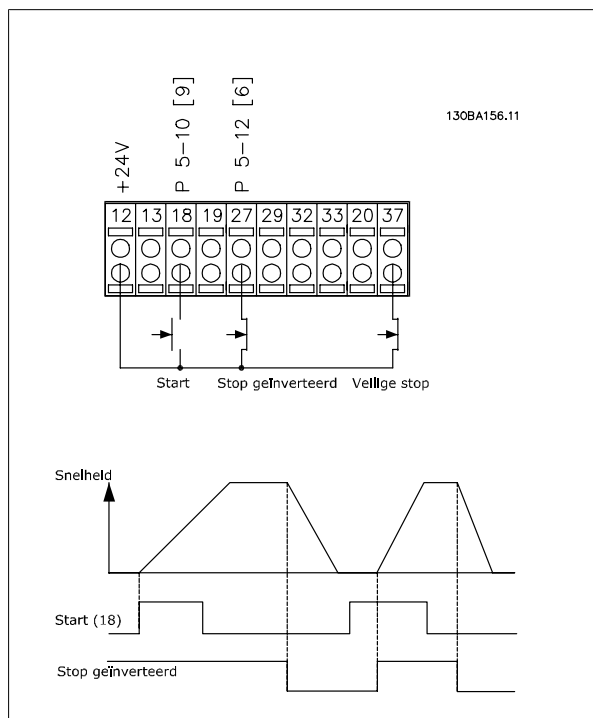 130BA156.11
+24V
P 5-10 [9]
P 5-12 [6]
12 13 18 19 27 29 32 33 20 37
Start Stop geïnverteerd Veilige stop
Snelheid
Start (18)
Stop geïnverteerd